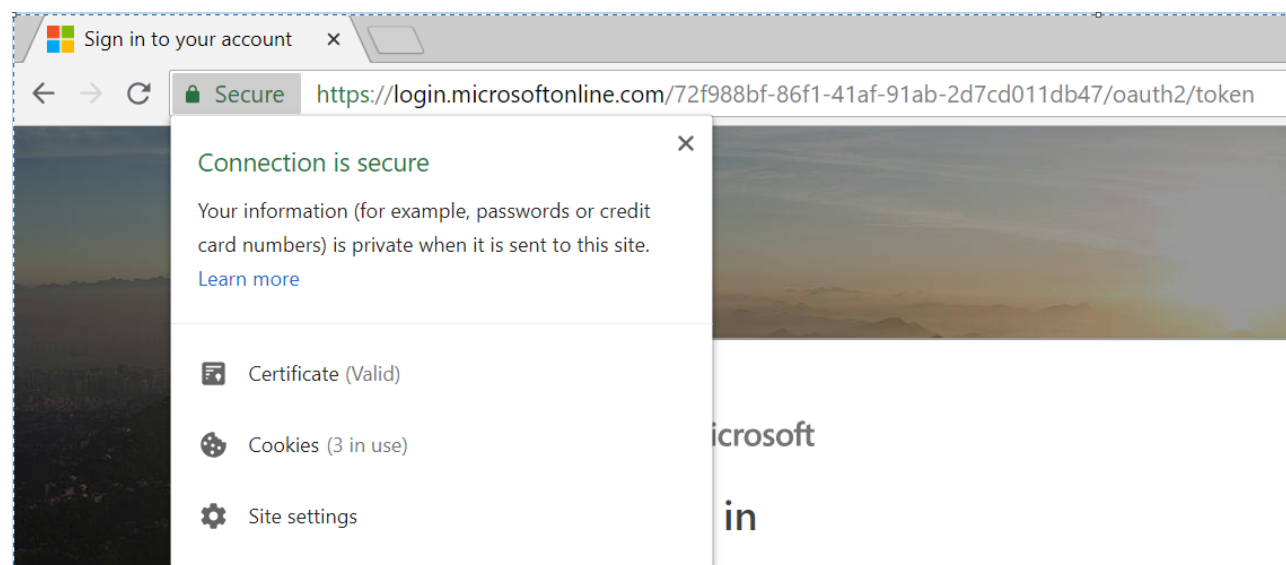 Sign in to your account
Secure https://login.microsoftonline.com/72f988bf-86f1-41af-91ab-2d7cd011db47/oauth2/token
Connection is secure
Your information (for example, passwords or credit
card numbers) is private when it is sent to this site.
Learn more
Certificate (Valid)
icrosoft
Cookies (3 in use)
Site settings
in